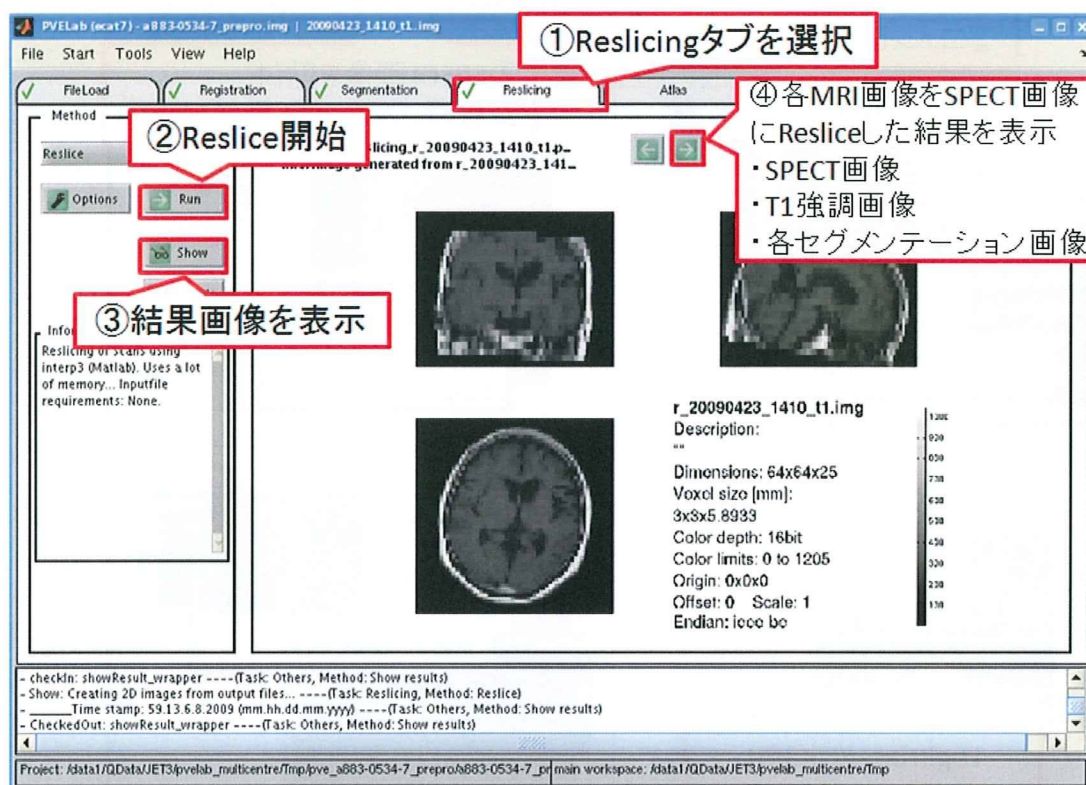 PVELab (ecat7) - a883-0534-7_prepro.img | 20090423_1410_t1.img
File Start Tools View Help
①Reslicingタブを選択
FileLoad
Registration
Segmentation
Reslicing
Atlas
Method
②Reslice開始
Reslice
Options
Run
Show
③結果画像を表示
Reslicing of scans using
interp3 (Matlab). Uses a lot
of memory... Inputfile
requirements: None.
licing_r_20090423_1410_t1.p...
image generated from r_20090423_141...
④各MRI画像をSPECT画像
にResliceした結果を表示
・SPECT画像
・T1強調画像
・各セグメンテーション画像
r_20090423_1410_t1.img
Description:
""
Dimensions: 64x64x25
Voxel size [mm]:
3x3x5.8933
Color depth: 16bit
Color limits: 0 to 1205
Origin: 0x0x0
Offset: 0 Scale: 1
Endian: ieee-be
- checkIn: showResult_wrapper ----(Task: Others, Method: Show results)
- Show: Creating 2D images from output files... ----(Task: Reslicing, Method: Reslice)
- ______Time stamp: 59.13.6.8.2009 (mm.hh.dd.mm.yyyy) ----(Task: Others, Method: Show results)
- CheckedOut: showResult_wrapper ----(Task: Others, Method: Show results)
Project: /data1/QData/JET3/pvelab_multicentre/Tmp/pve_a883-0534-7_prepro/a883-0534-7_pr
main workspace: /data1/QData/JET3/pvelab_multicentre/Tmp